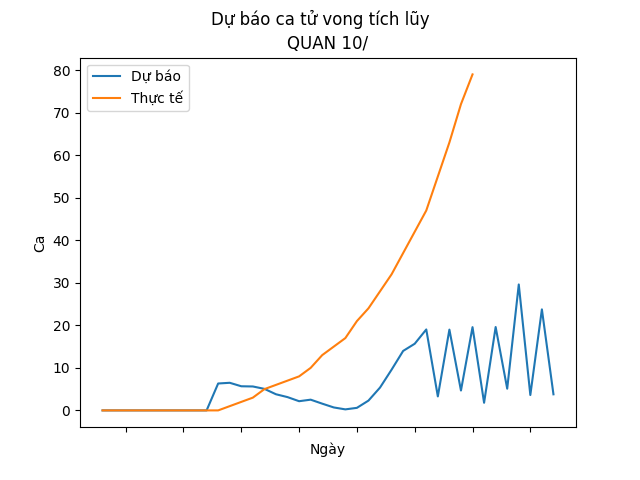 Dự báo ca tử vong tích lũy
QUAN 10/
Dự báo
Thực tế
80
70
60
50
40
30
20
10
0
Ca
Ngày